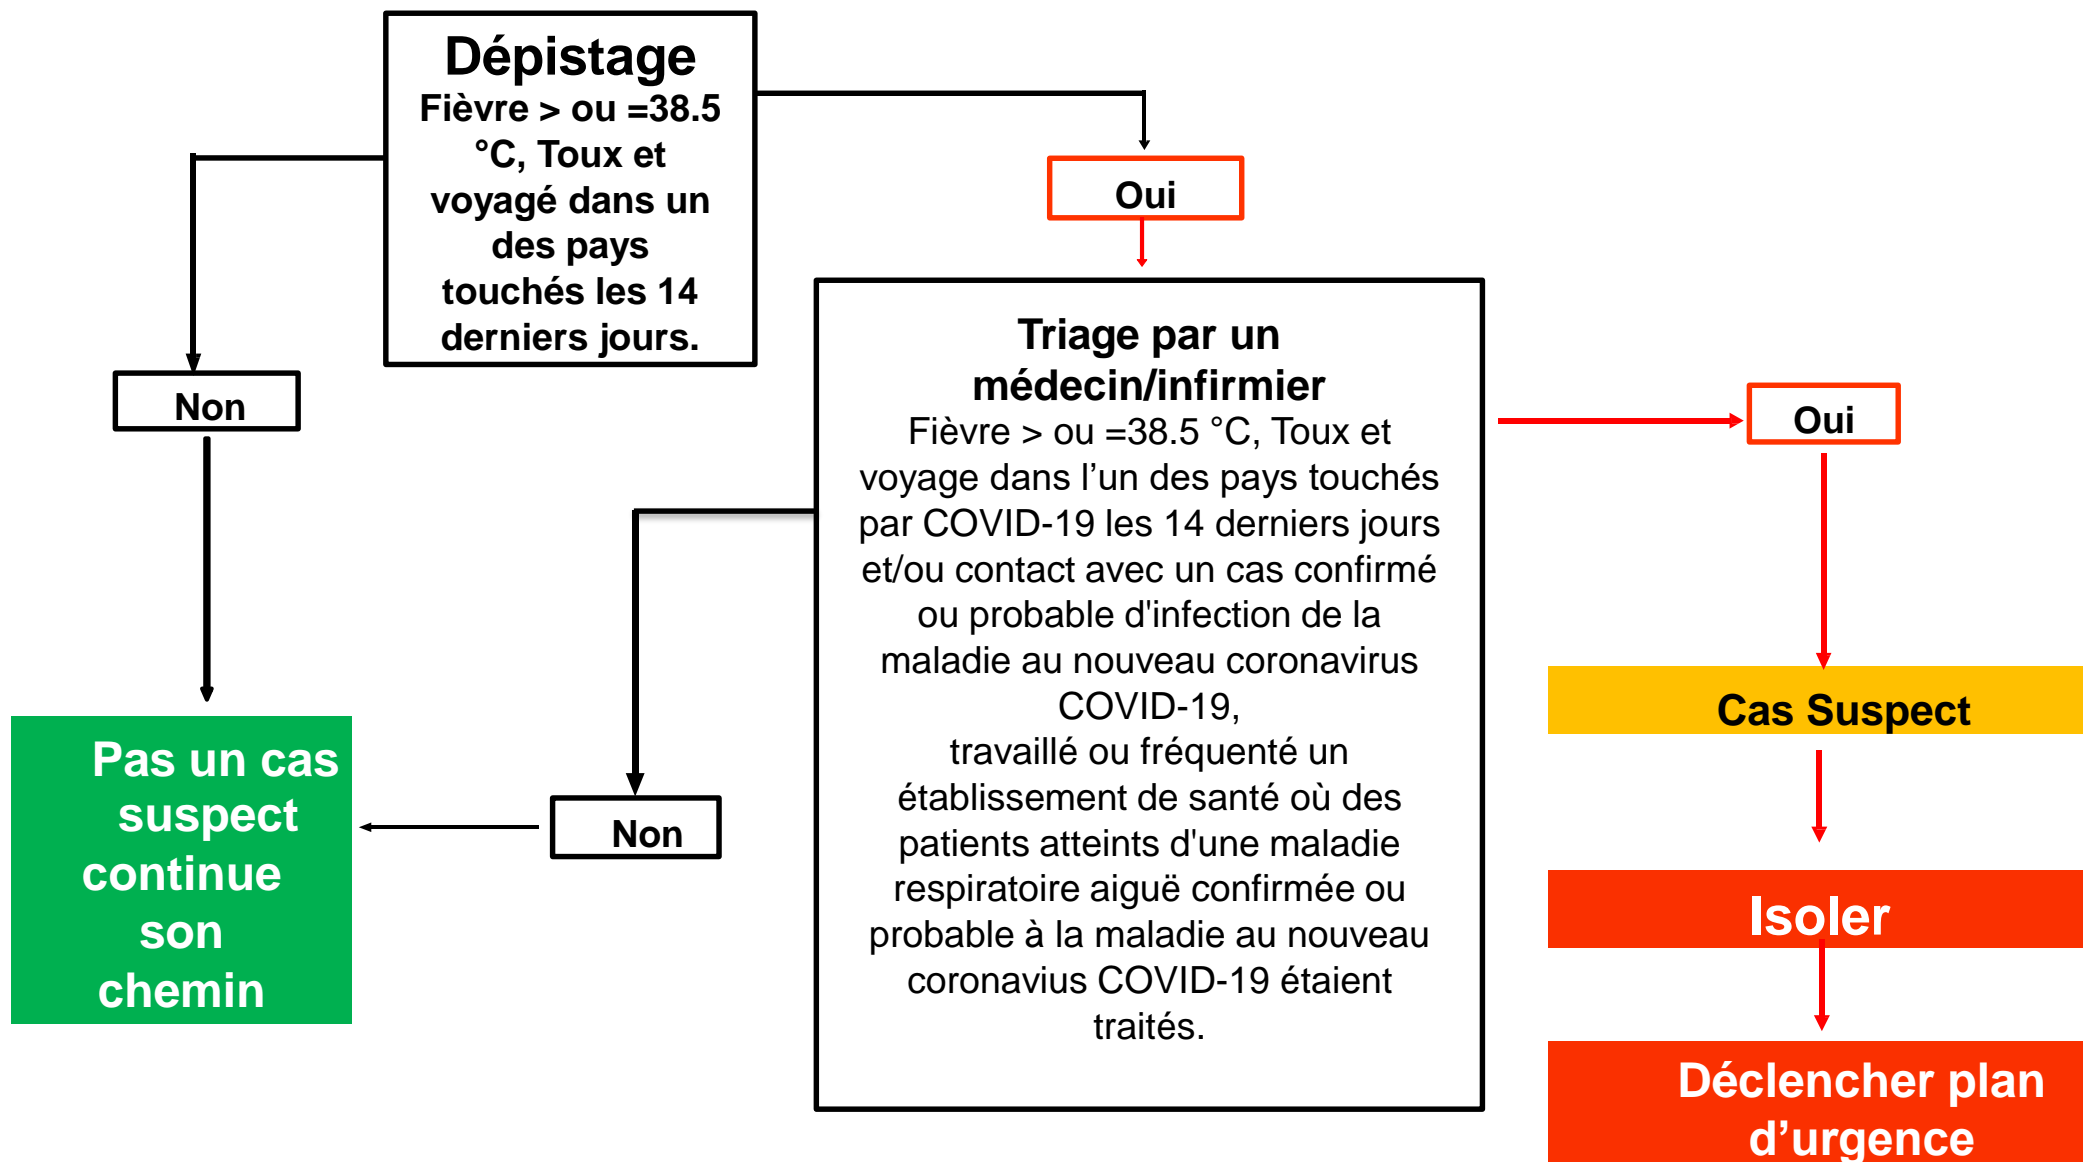 Dépistage
Fièvre > ou =38.5
°C, Toux et
voyagé dans un
des pays
touchés les 14
derniers jours.
Oui
Non
Triage par un
médecin/infirmier
Fièvre > ou =38.5 °C, Toux et
voyage dans l’un des pays touchés
par COVID-19 les 14 derniers jours
et/ou contact avec un cas confirmé
ou probable d'infection de la
maladie au nouveau coronavirus
COVID-19,
travaillé ou fréquenté un
établissement de santé où des
patients atteints d'une maladie
respiratoire aiguë confirmée ou
probable à la maladie au nouveau
coronavius COVID-19 étaient
traités.
Oui
Non
Pas un cas
suspect
continue
son
chemin
Cas Suspect
Isoler
Déclencher plan
d’urgence